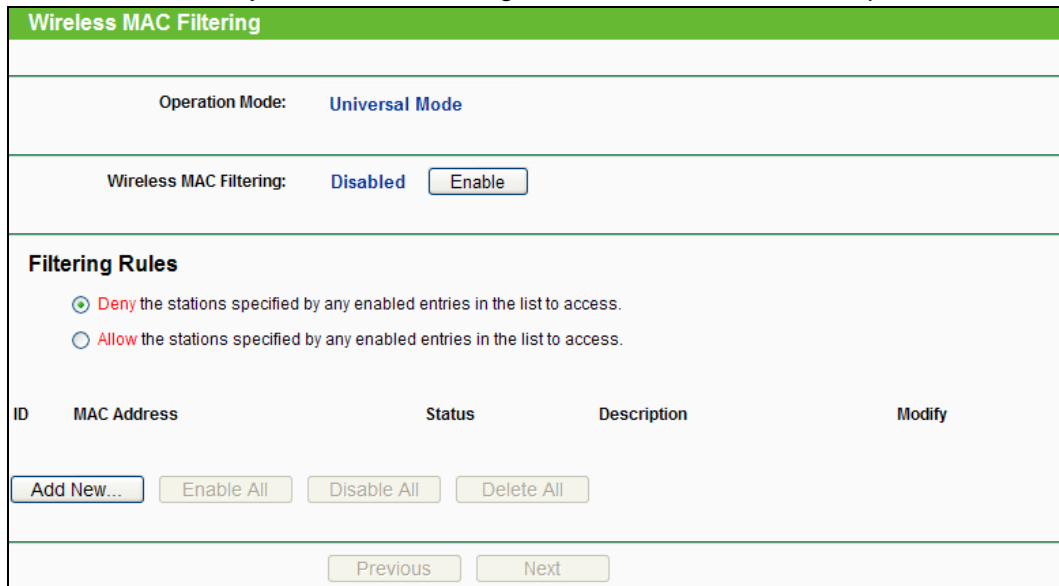 Wireless MAC Filtering
Operation Mode: Universal Mode
Wireless MAC Filtering: Disabled Enable
Filtering Rules
Deny the stations specified by any enabled entries in the list to access.
Allow the stations specified by any enabled entries in the list to access.
ID MAC Address Status Description Modify
Add New... Enable All Disable All Delete All
Previous Next